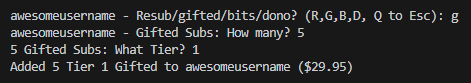 awesomeusername - Resub/gifted/bits/dono? (R,G,B,D, Q to Esc): g
awesomeusername - Gifted Subs: How many? 5
5 Gifted Subs: What Tier? 1
Added 5 Tier 1 Gifted to awesomeusername ($29.95)